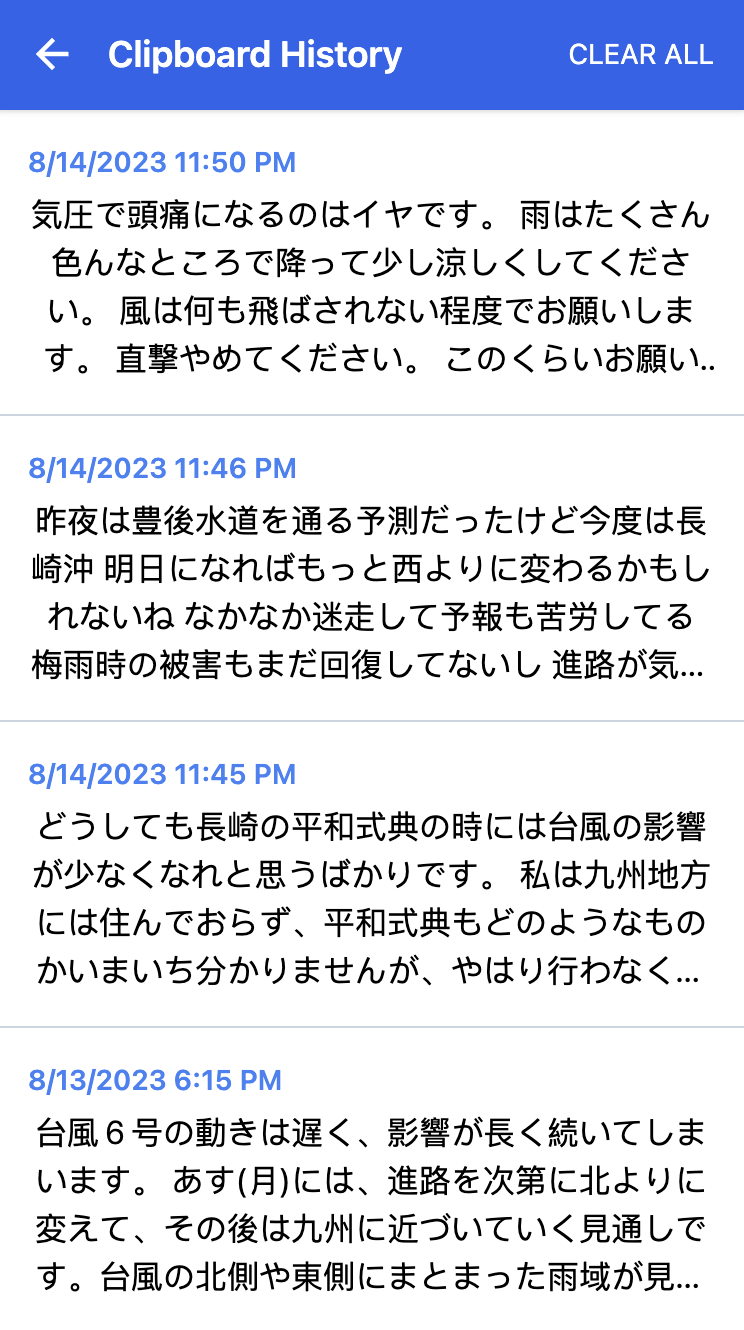 Clipboard History
CLEAR ALL
8/14/2023 11:50 PM
気圧で頭痛になるのはイヤです。 雨はたくさん
色んなところで降って少し涼しくしてくださ
い。 風は何も飛ばされない程度でお願いしま
す。 直撃やめてください。 このくらいお願い..
8/14/2023 11:46 PM
昨夜は豊後水道を通る予測だったけど今度は長
崎沖 明日になればもっと西よりに変わるかもし
れないね なかなか迷走して予報も苦労してる
梅雨時の被害もまだ回復してないし 進路が気...
8/14/2023 11:45 PM
どうしても長崎の平和式典の時には台風の影響
が少なくなれと思うばかりです。 私は九州地方
には住んでおらず、平和式典もどのようなもの
かいまいち分かりませんが、やはり行わなく...
8/13/2023 6:15 PM
台風６号の動きは遅く、影響が長く続いてしま
います。 あす(月)には、進路を次第に北よりに
変えて、その後は九州に近づいていく見通しで
す。台風の北側や東側にまとまった雨域が見...